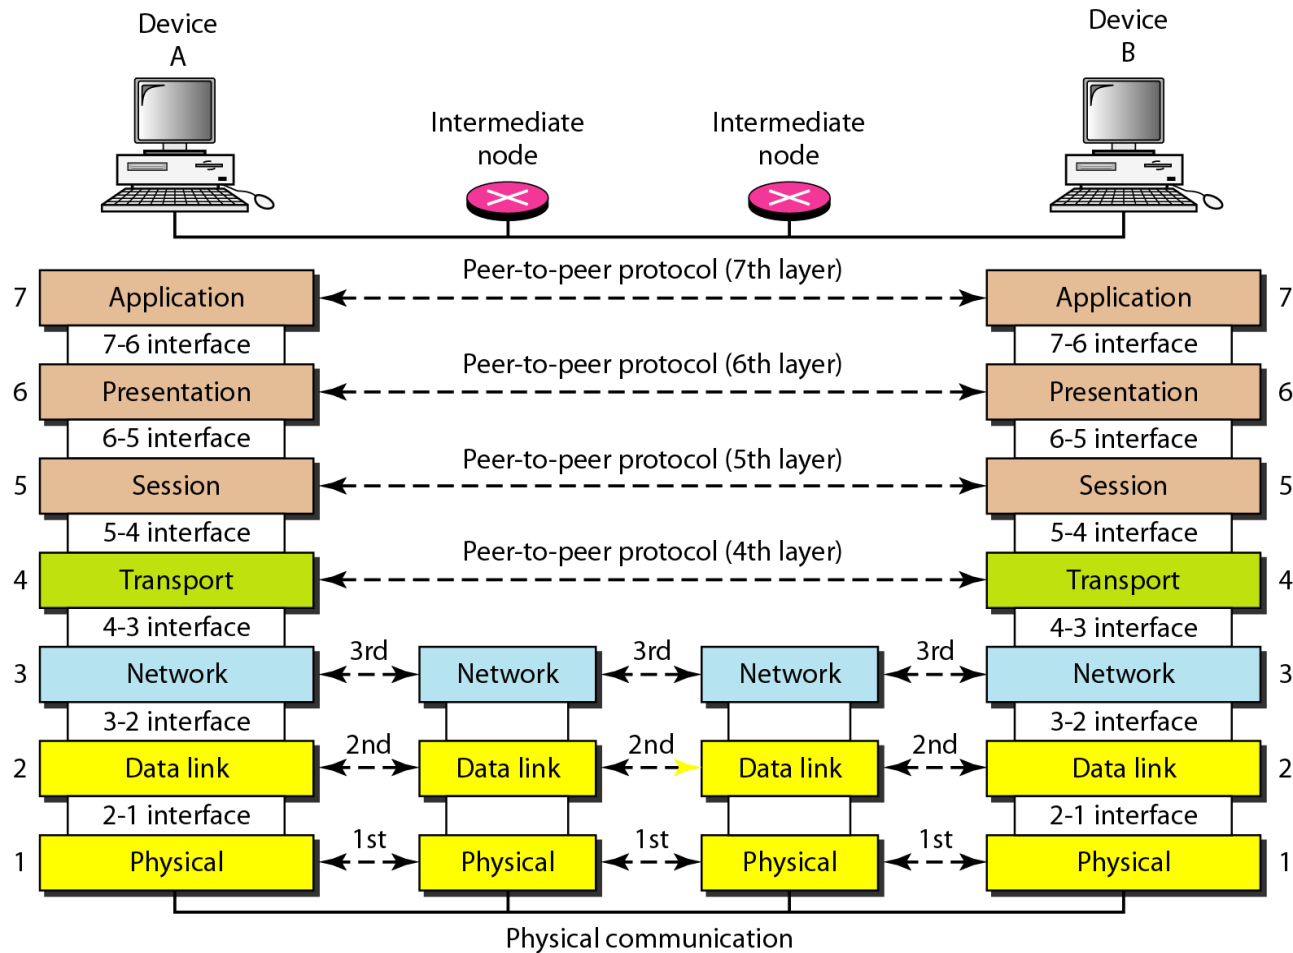 Device
A
Device
B
Intermediate
node
Intermediate
node
Peer-to-peer protocol (7th layer)
7 Application Application 7
7-6 interface 7-6 interface
Peer-to-peer protocol (6th layer)
6 Presentation Presentation 6
6-5 interface 6-5 interface
Peer-to-peer protocol (5th layer)
5 Session Session 5
5-4 interface 5-4 interface
Peer-to-peer protocol (4th layer)
4 Transport Transport 4
4-3 interface 4-3 interface
3rd 3rd 3rd
3 Network Network Network Network 3
3-2 interface 3-2 interface
2nd 2nd 2nd
2 Data link Data link Data link Data link 2
2-1 interface 2-1 interface
1st 1st 1st
1 Physical Physical Physical Physical 1
Physical communication